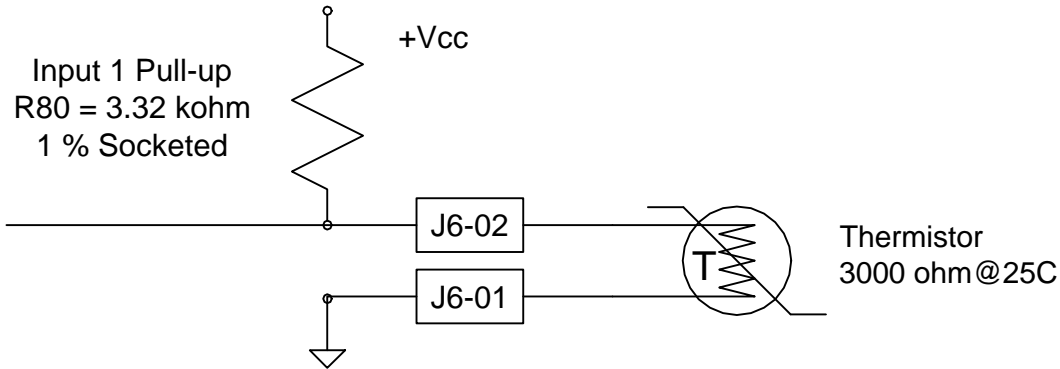 +Vcc
Input 1 Pull-up
R80 = 3.32 kohm
1 % Socketed
J6-02
J6-01
T
Thermistor
3000 ohm@25C